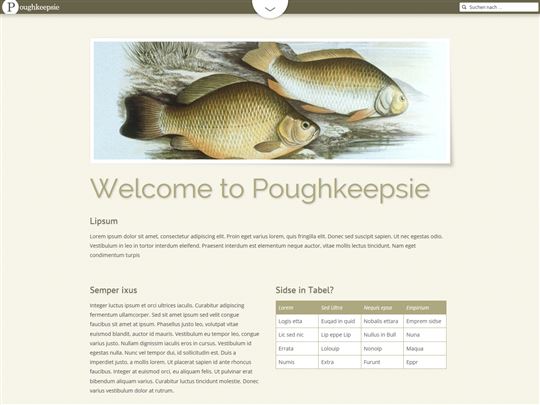 Poughkeepsie
Suchen nach ...
Welcome to Poughkeepsie
Lipsum
Lorem ipsum dolor sit amet, consectetur adipiscing elit. Proin eget varius lorem, quis fringilla elit. Donec sed suscipit sapien. Ut nec egestas odio.
Vestibulum in leo in tortor interdum eleifend. Praesent interdum est elementum neque auctor, vitae mollis lectus tincidunt. Nam eget
condimentum turpis
Semper ixus
Integer luctus ipsum et orci ultrices iaculis. Curabitur adipiscing
fermentum ullamcorper. Sed sit amet ipsum sed velit congue
faucibus sit amet at ipsum. Phasellus justo leo, volutpat vitae
euismod blandit, auctor id mauris. Vestibulum eu tempor leo, congue
varius justo. Nullam dignissim iaculis eros in cursus. Vestibulum id
egestas nulla. Nunc vel tempor dui, id sollicitudin est. Duis a
imperdiet justo, a mollis lorem. Ut placerat sapien id ante rhoncus
faucibus. Integer at euismod orci, eu aliquam felis. Ut pulvinar erat
bibendum aliquam varius. Curabitur luctus tincidunt molestie. Donec
varius vestibulum dolor at rutrum.
Sidse in Tabel?
Lorem Sed Ultra Nequis epse Empirium
Logis etta Euqad in quid Nobalis ettara Emprem sidse
Lic sed nic Lip eppe Lip Nullus in Bull Nuna
Errata Loloup Nonoip Maqua
Numis Extra Furunt Eppr